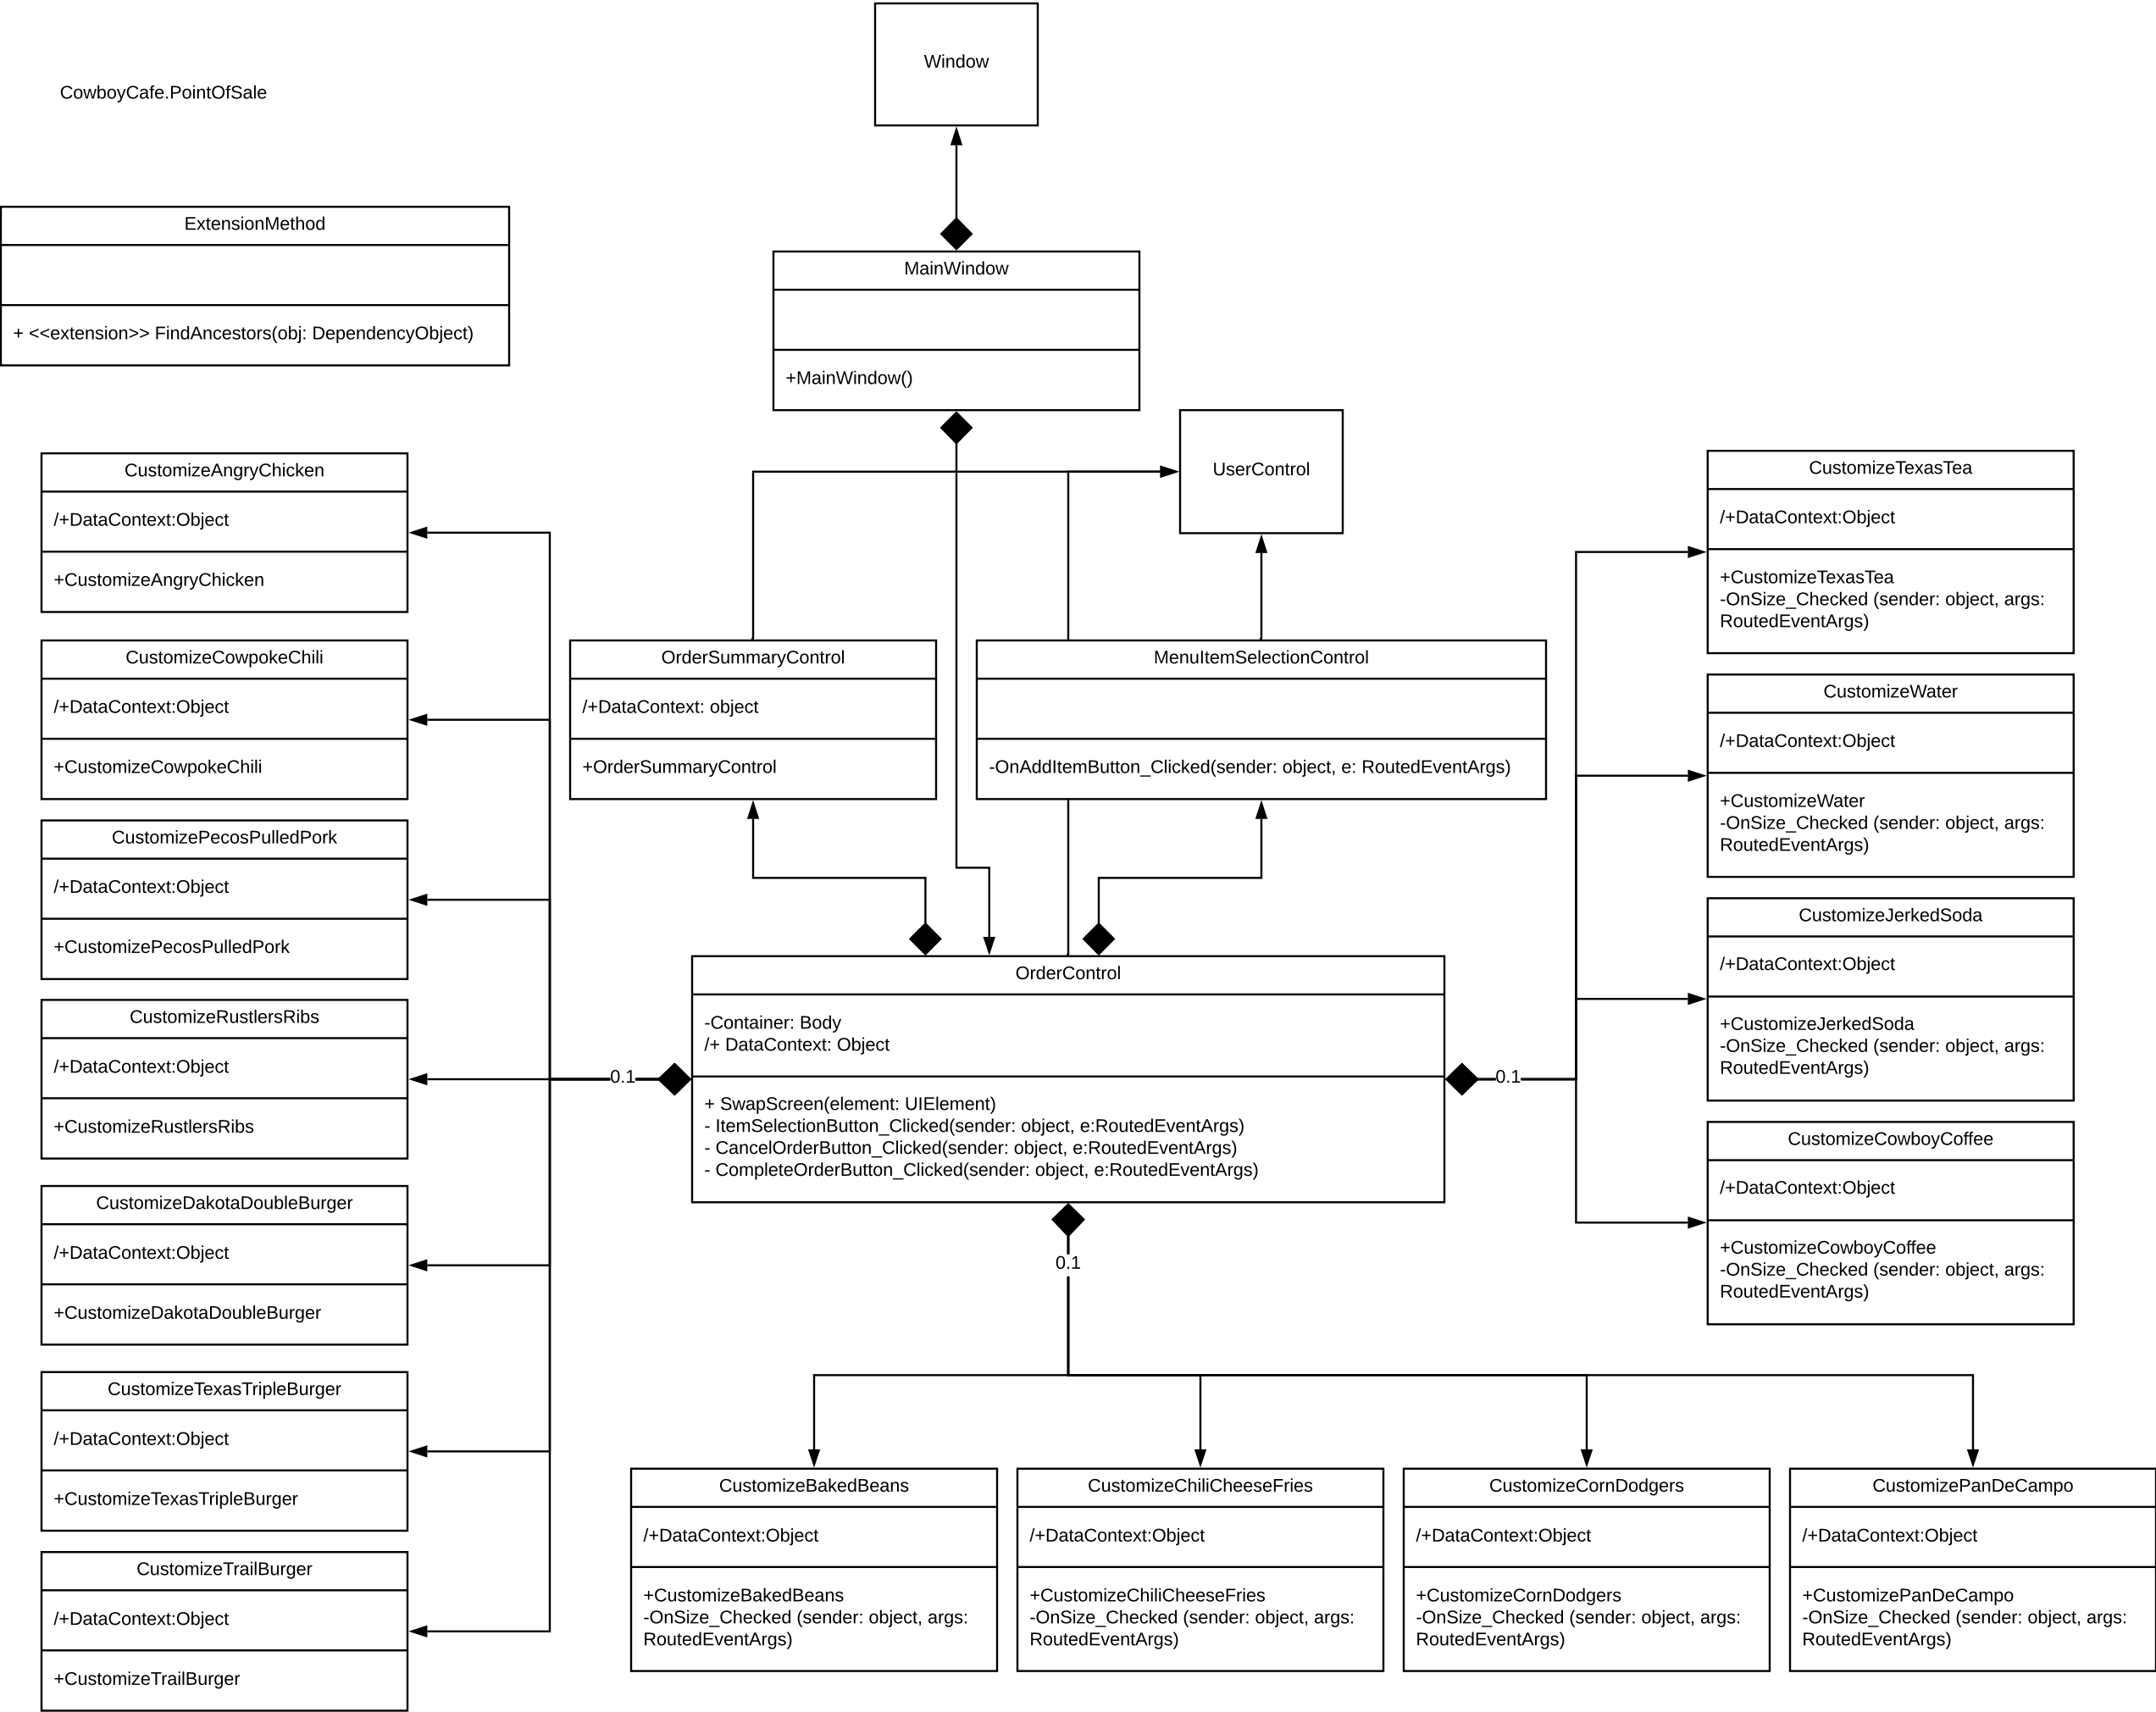 Window
CowboyCafe.PointOfSale
ExtensionMethod
+ <<extension>> FindAncestors(obj: DependencyObject)
MainWindow
+MainWindow()
UserControl
CustomizeAngryChicken
/+DataContext:Object
+CustomizeAngryChicken
CustomizeCowpokeChili
/+DataContext:Object
+CustomizeCowpokeChili
CustomizePecosPulledPork
/+DataContext:Object
+CustomizePecosPulledPork
CustomizeRustlersRibs
/+DataContext:Object
+CustomizeRustlersRibs
CustomizeDakotaDoubleBurger
/+DataContext:Object
+CustomizeDakotaDoubleBurger
CustomizeTexasTripleBurger
/+DataContext:Object
+CustomizeTexasTripleBurger
CustomizeTrailBurger
/+DataContext:Object
+CustomizeTrailBurger
OrderSummaryControl
/+DataContext: object
+OrderSummaryControl
MenuItemSelectionControl
-OnAddItemButton_Clicked(sender: object, e: RoutedEventArgs)
0.1
OrderControl
-Container: Body
/+ DataContext: Object
+ SwapScreen(element: UIElement)
- ItemSelectionButton_Clicked(sender: object, e:RoutedEventArgs)
- CancelOrderButton_Clicked(sender: object, e:RoutedEventArgs)
- CompleteOrderButton_Clicked(sender: object, e:RoutedEventArgs)
0.1
0.1
CustomizeTexasTea
/+DataContext:Object
+CustomizeTexasTea
-OnSize_Checked (sender: object, args:
RoutedEventArgs)
CustomizeWater
/+DataContext:Object
+CustomizeWater
-OnSize_Checked (sender: object, args:
RoutedEventArgs)
CustomizeJerkedSoda
/+DataContext:Object
+CustomizeJerkedSoda
-OnSize_Checked (sender: object, args:
RoutedEventArgs)
CustomizeCowboyCoffee
/+DataContext:Object
+CustomizeCowboyCoffee
-OnSize_Checked (sender: object, args:
RoutedEventArgs)
CustomizeBakedBeans
/+DataContext:Object
+CustomizeBakedBeans
-OnSize_Checked (sender: object, args:
RoutedEventArgs)
CustomizeChiliCheeseFries
/+DataContext:Object
+CustomizeChiliCheeseFries
-OnSize_Checked (sender: object, args:
RoutedEventArgs)
CustomizeCornDodgers
/+DataContext:Object
+CustomizeCornDodgers
-OnSize_Checked (sender: object, args:
RoutedEventArgs)
CustomizePanDeCampo
/+DataContext:Object
+CustomizePanDeCampo
-OnSize_Checked (sender: object, args:
RoutedEventArgs)